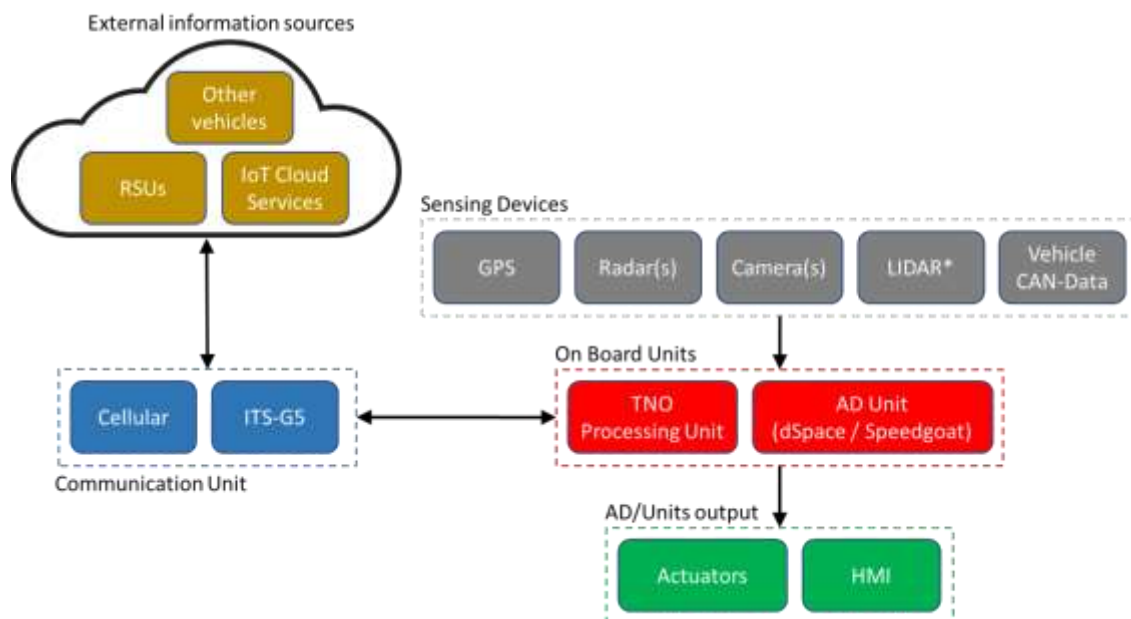 External information sources
Other
vehicles
RSUs
IoT Cloud
Services
Sensing Devices
GPS
Radar(s)
Camera(s)
LIDAR*
Vehicle
CAN-Data
On Board Units
Cellular
ITS-G5
TNO
Processing Unit
AD Unit
(dSpace / Speedgoat)
Communication Unit
AD/Units output
Actuators
HMI